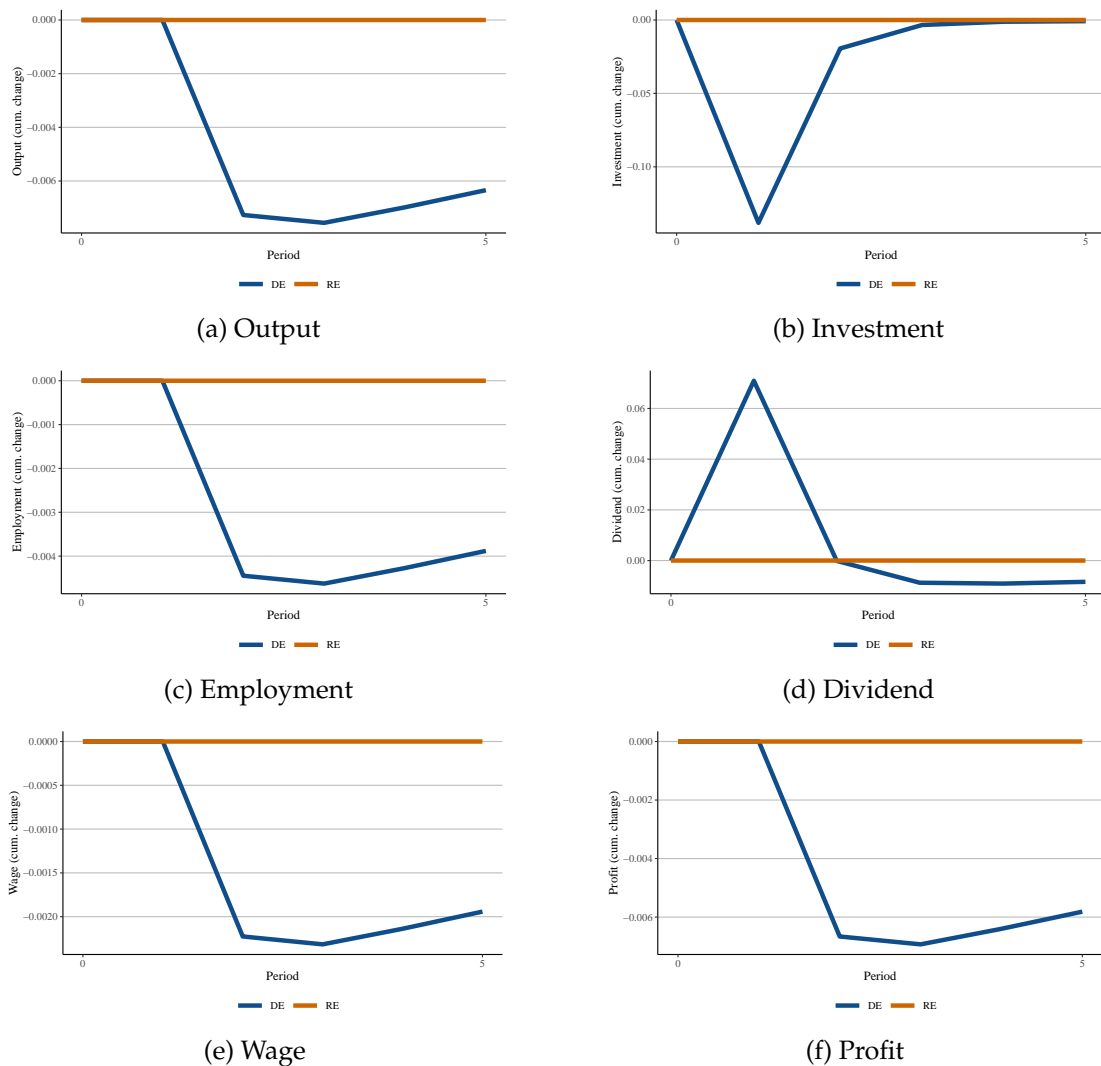 0.000
−0.002
−0.004
−0.006
Output (cum. change)
0
5
Period
DE RE
(a) Output
0.00
−0.05
−0.10
Investment (cum. change)
0
5
Period
DE RE
(b) Investment
0.000
−0.001
−0.002
−0.003
−0.004
Employment (cum. change)
0
5
Period
DE RE
(c) Employment
0.06
0.04
0.02
0.00
Dividend (cum. change)
0
5
Period
DE RE
(d) Dividend
0.0000
−0.0005
−0.0010
−0.0015
−0.0020
Wage (cum. change)
0
5
Period
DE RE
(e) Wage
0.000
−0.002
−0.004
−0.006
Profit (cum. change)
0
5
Period
DE RE
(f) Profit